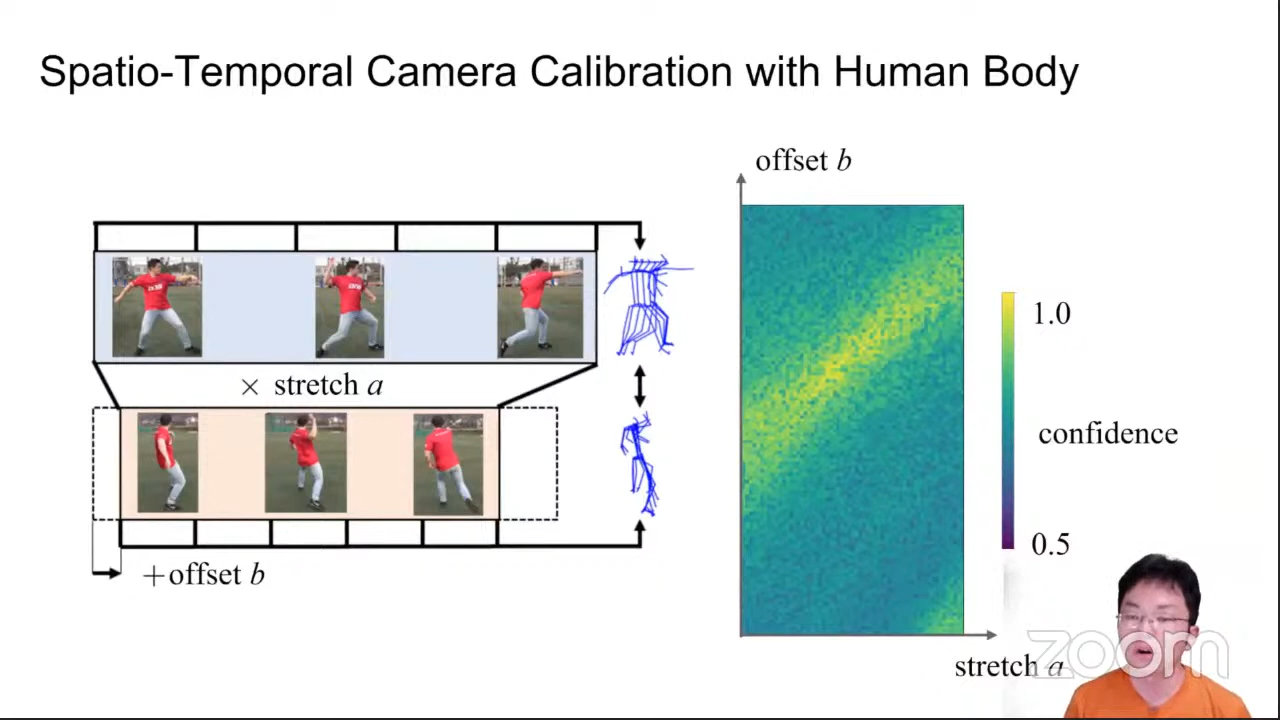 Spatio-Temporal Camera Calibration with Human Body
offset b
× stretch a
+offset b
1.0
confidence
0.5
stretch a
zoom